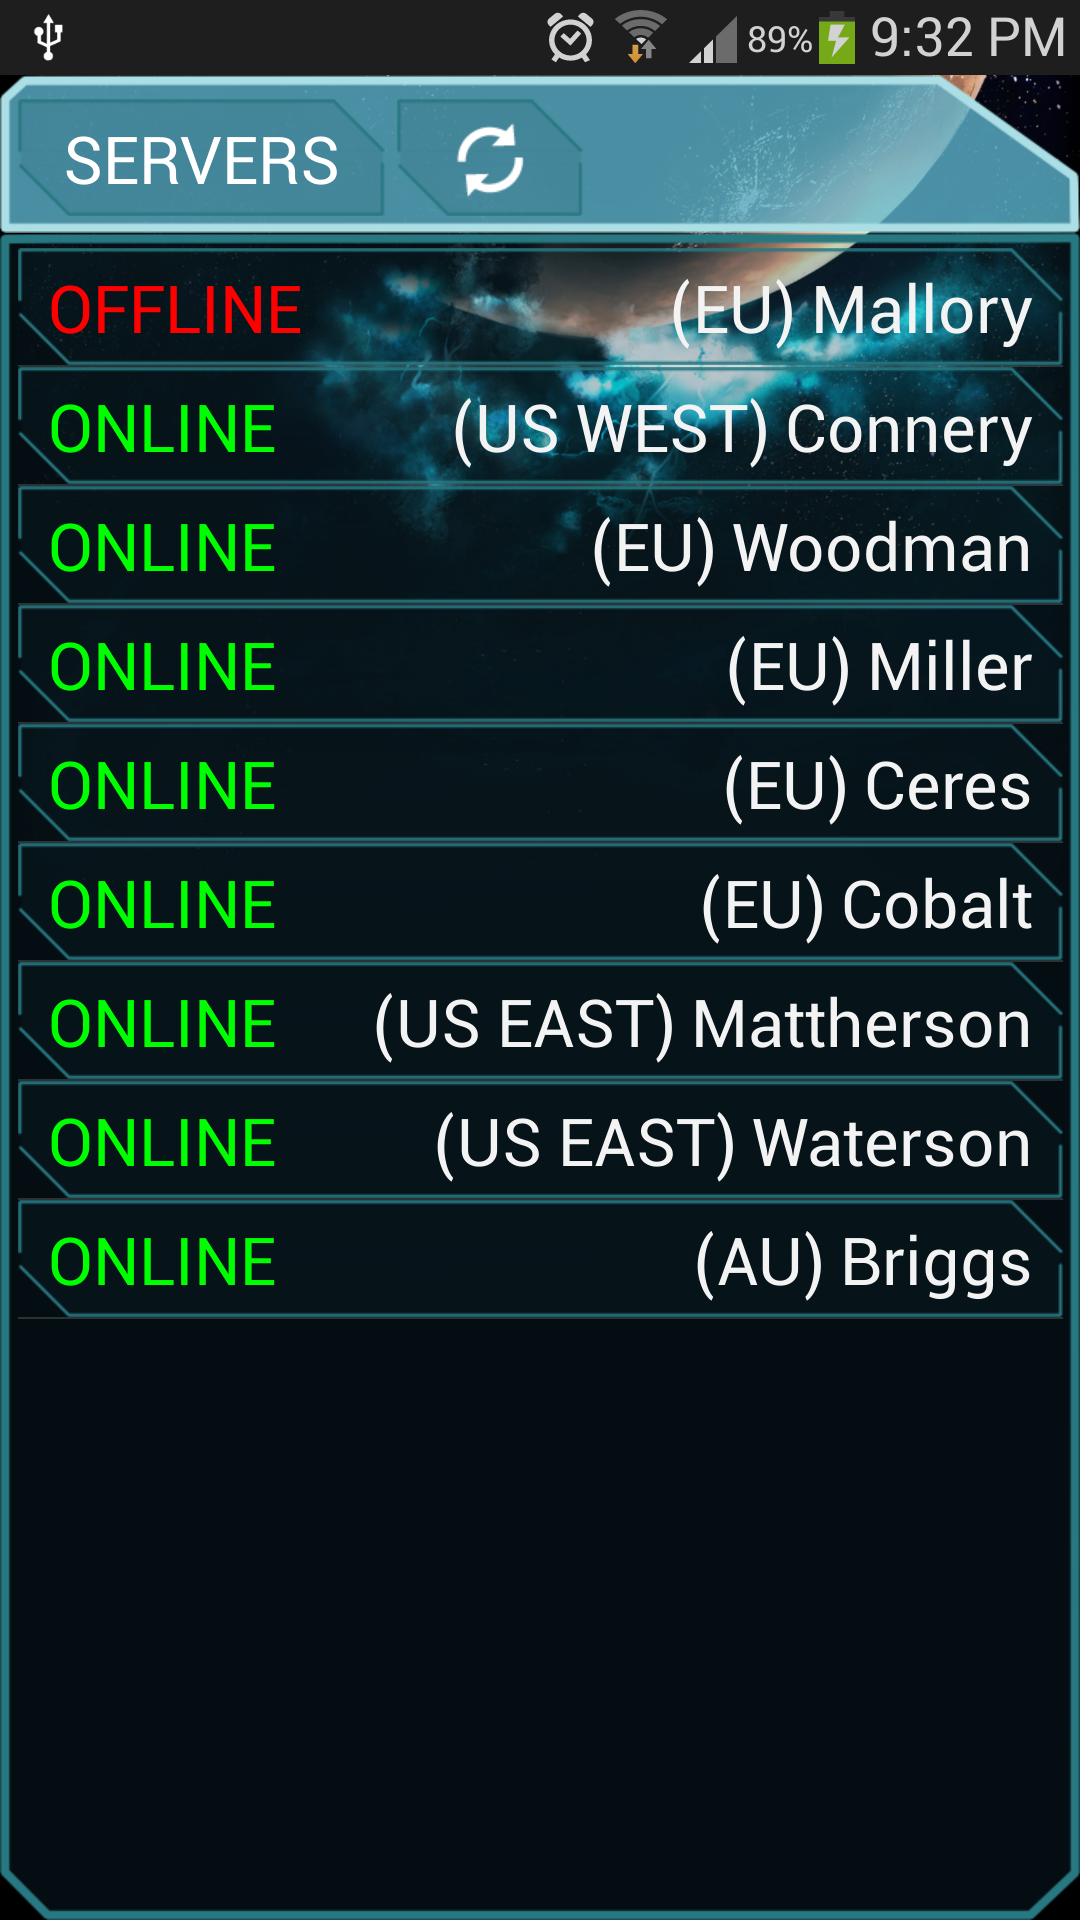 89% 9:32 PM
SERVERS
OFFLINE (EU) Mallory
ONLINE (US WEST) Connery
ONLINE (EU) Woodman
ONLINE (EU) Miller
ONLINE (EU) Ceres
ONLINE (EU) Cobalt
ONLINE (US EAST) Mattherson
ONLINE (US EAST) Waterson
ONLINE (AU) Briggs